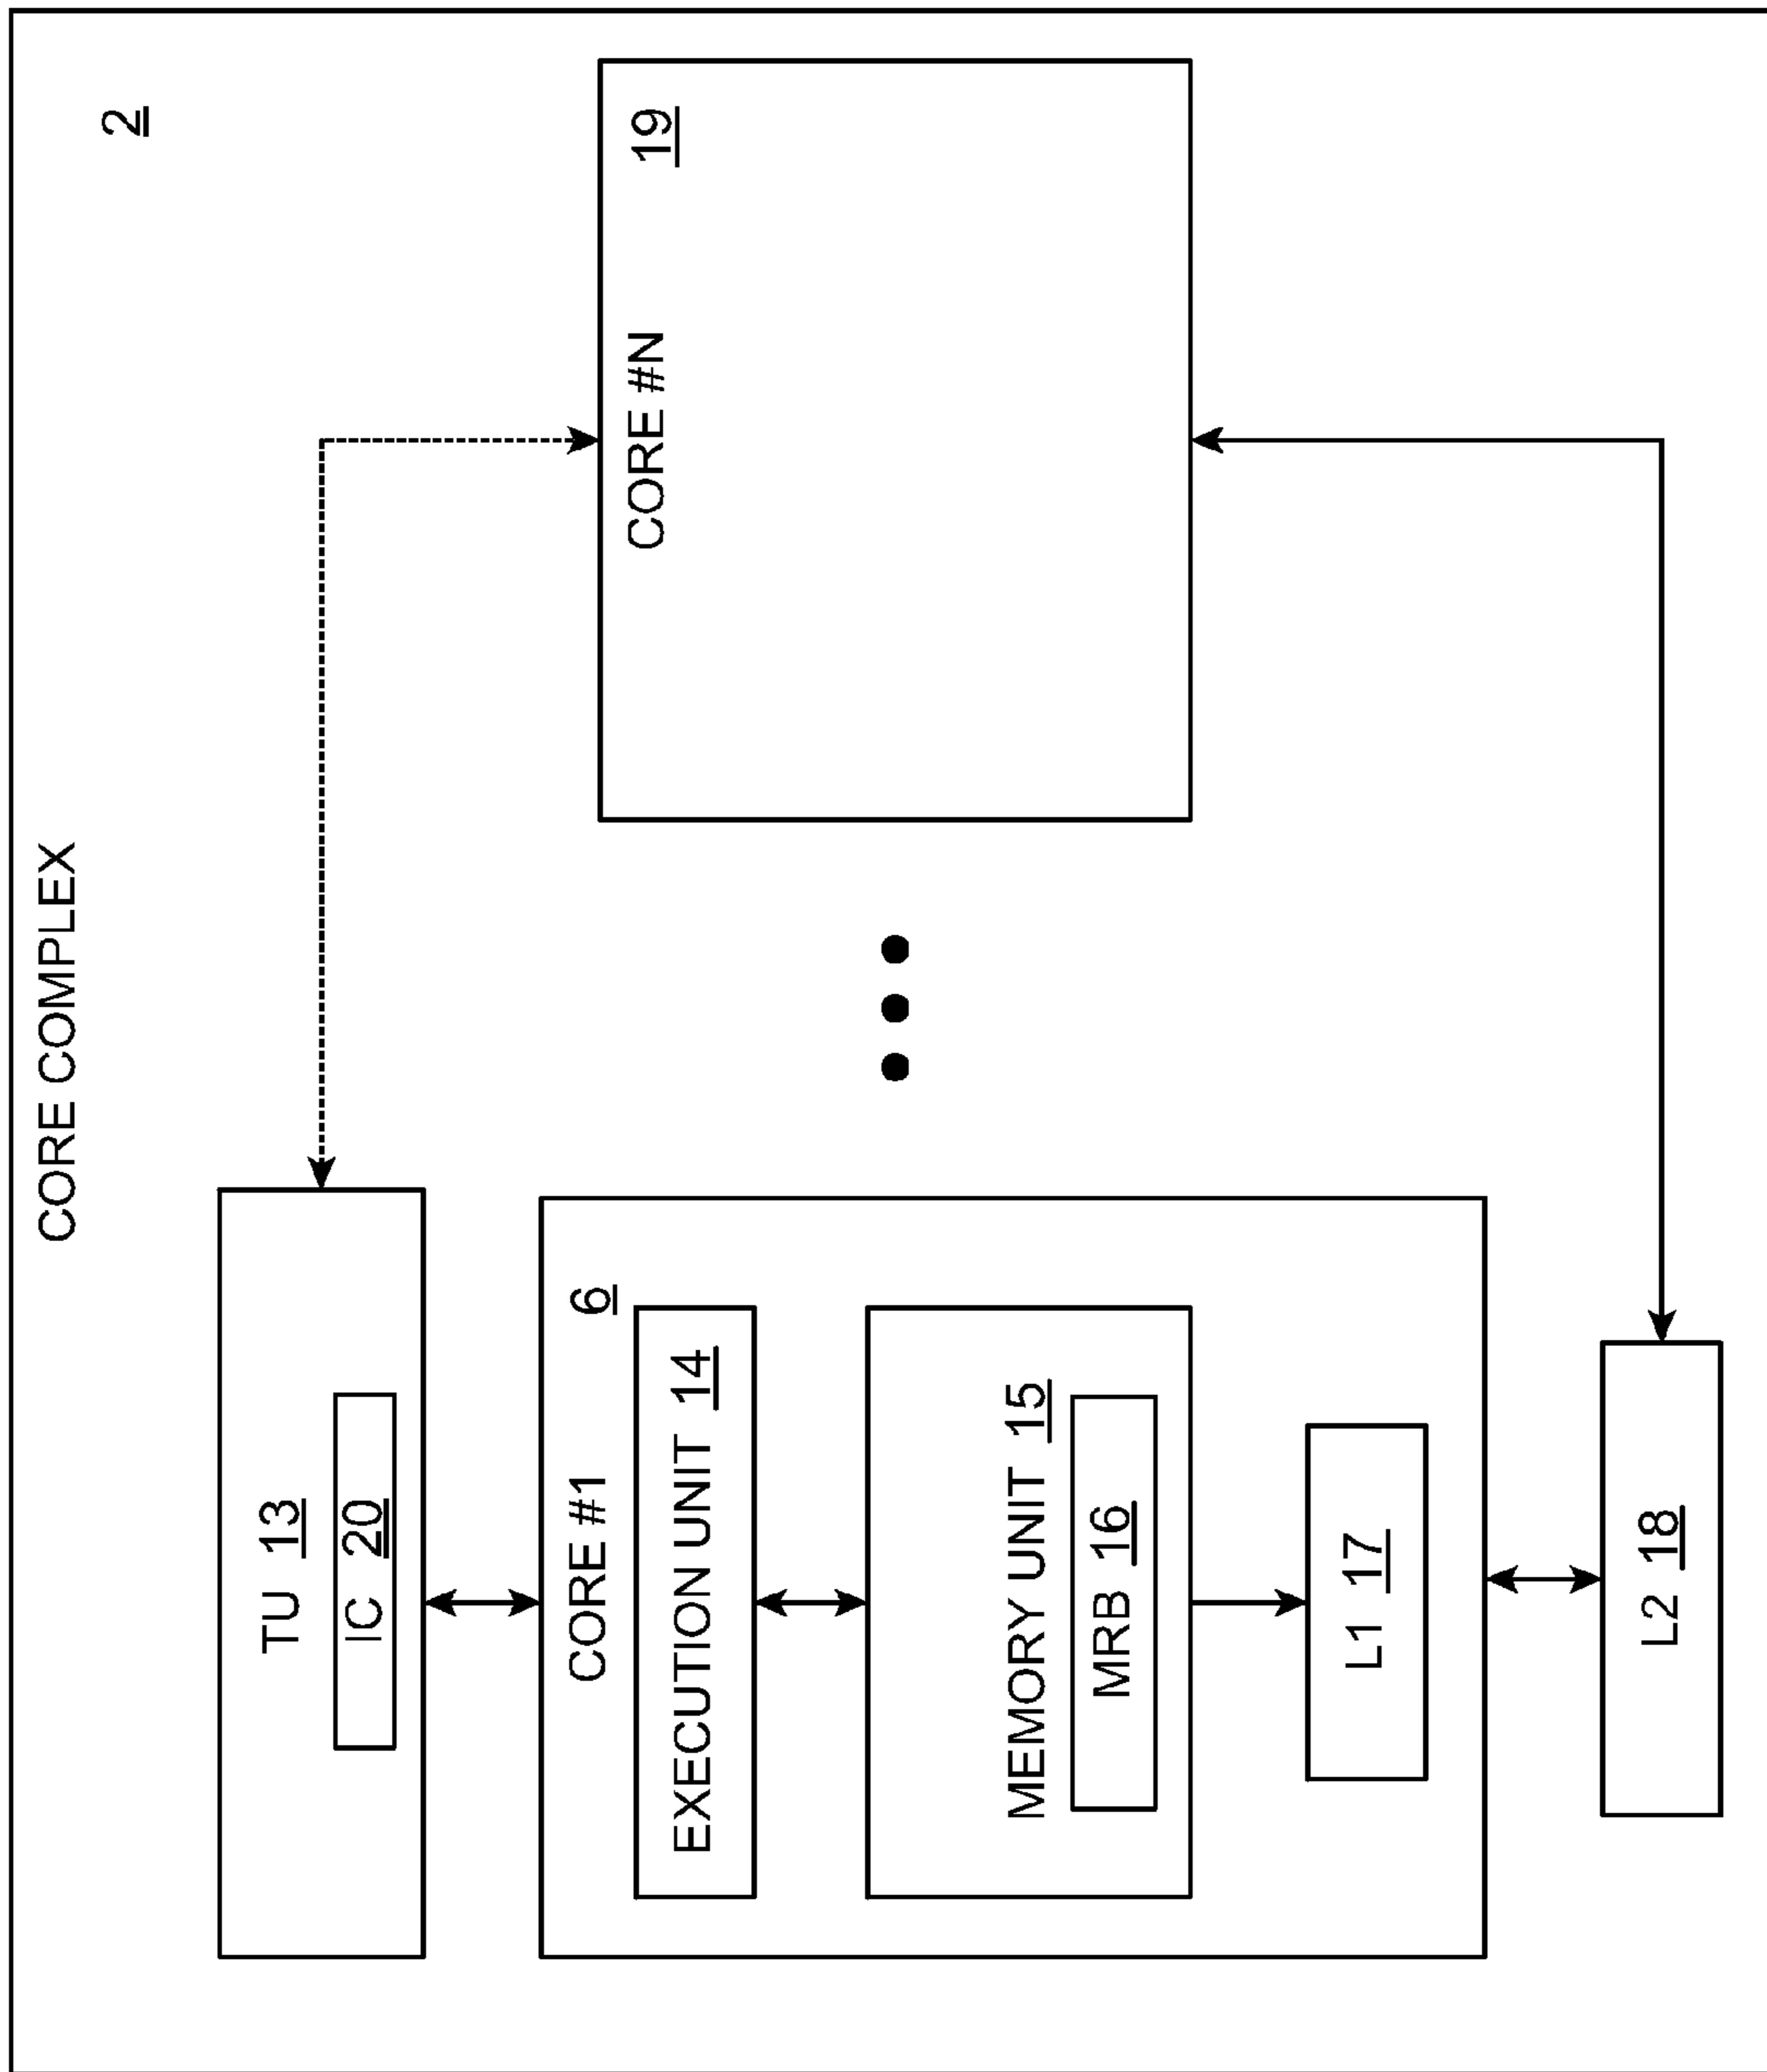 CORE COMPLEX
2
TU 13
IC 20
CORE #1
6
EXECUTION UNIT 14
MEMORY UNIT 15
MRB 16
L1 17
L2 18
CORE #N
19